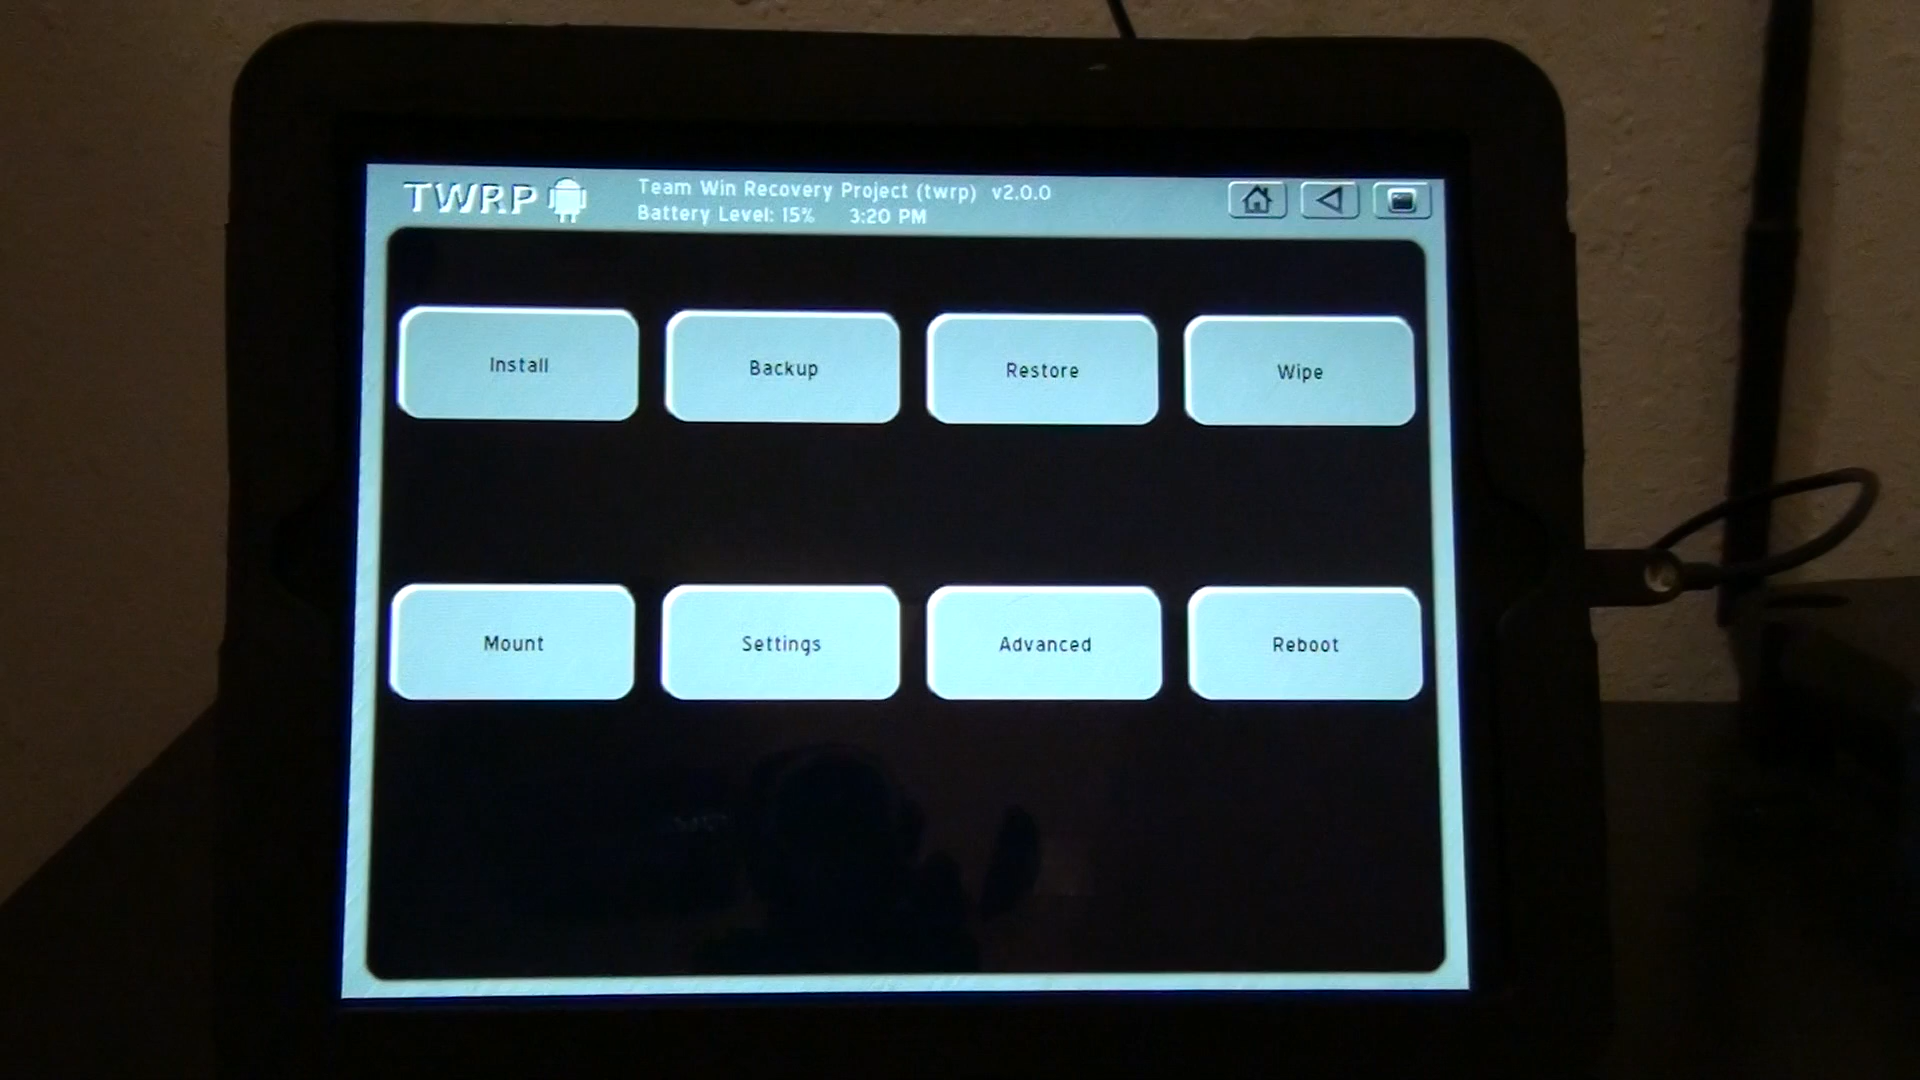 TWRP
Team Win Recovery Project (twrp) v2.0.0
Battery Level: 15% 3:20 PM
Install Backup Restore Wipe
Mount Settings Advanced Reboot